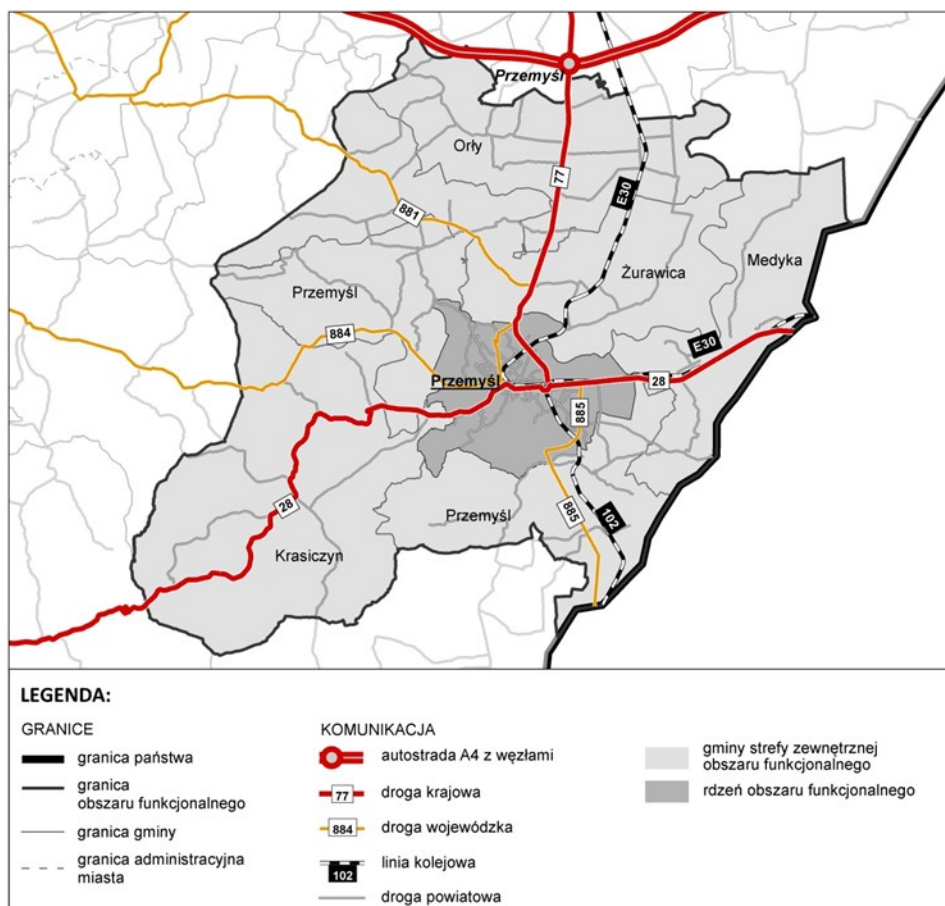 Przemyśl
Orły
77
E30
881
Żurawica
Medyka
Przemyśl
884
E30
Przemyśl
28
885
28
885
102
Przemyśl
Krasiczyn
LEGENDA:
GRANICE
granica państwa
granica
obszaru funkcjonalnego
granica gminy
granica administracyjna
miasta
KOMUNIKACJA
autostrada A4 z węzłami
77 droga krajowa
884 droga wojewódzka
linia kolejowa
102
droga powiatowa
gminy strefy zewnętrznej
obszaru funkcjonalnego
rdzeń obszaru funkcjonalnego